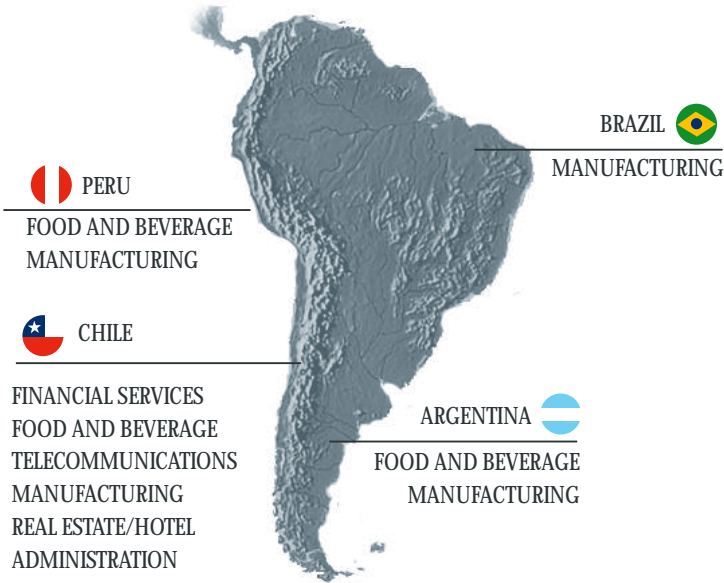 BRAZIL
MANUFACTURING
PERU
FOOD AND BEVERAGE
MANUFACTURING
CHILE
FINANCIAL SERVICES
FOOD AND BEVERAGE
TELECOMMUNICATIONS
MANUFACTURING
REAL ESTATE/HOTEL
ADMINISTRATION
ARGENTINA
FOOD AND BEVERAGE
MANUFACTURING